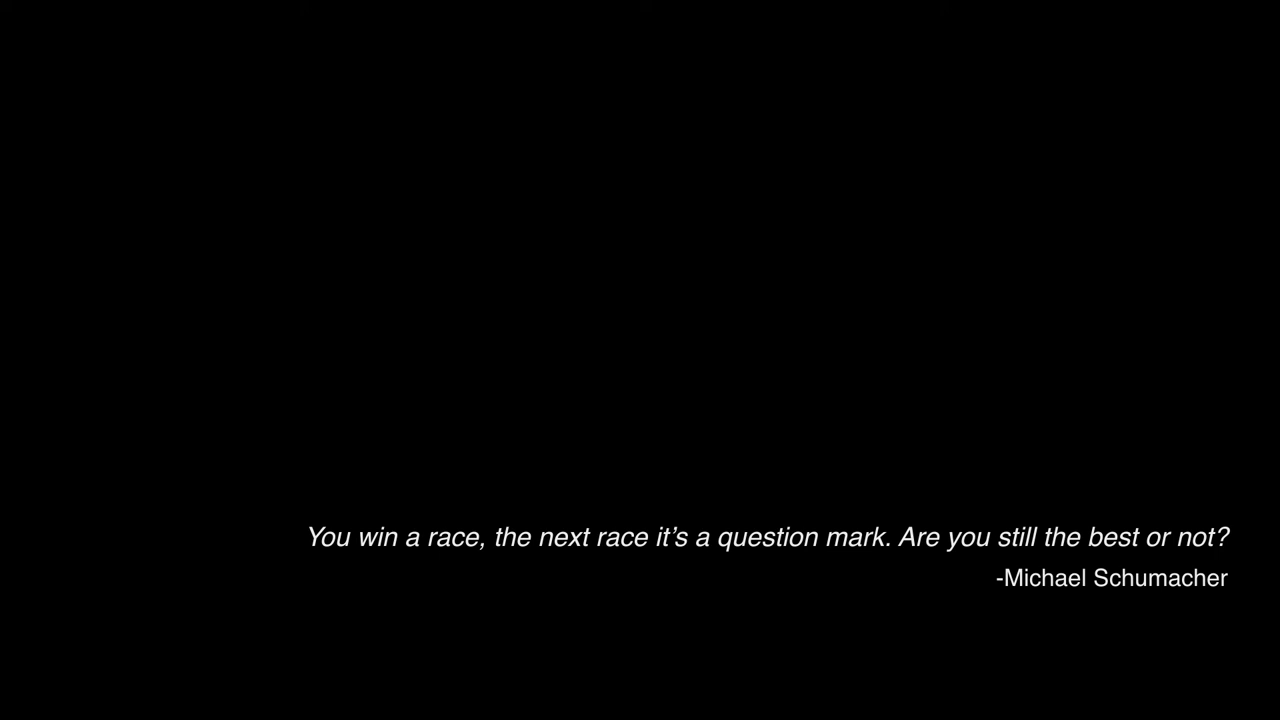 You win a race, the next race it’s a question mark. Are you still the best or not?
-Michael Schumacher